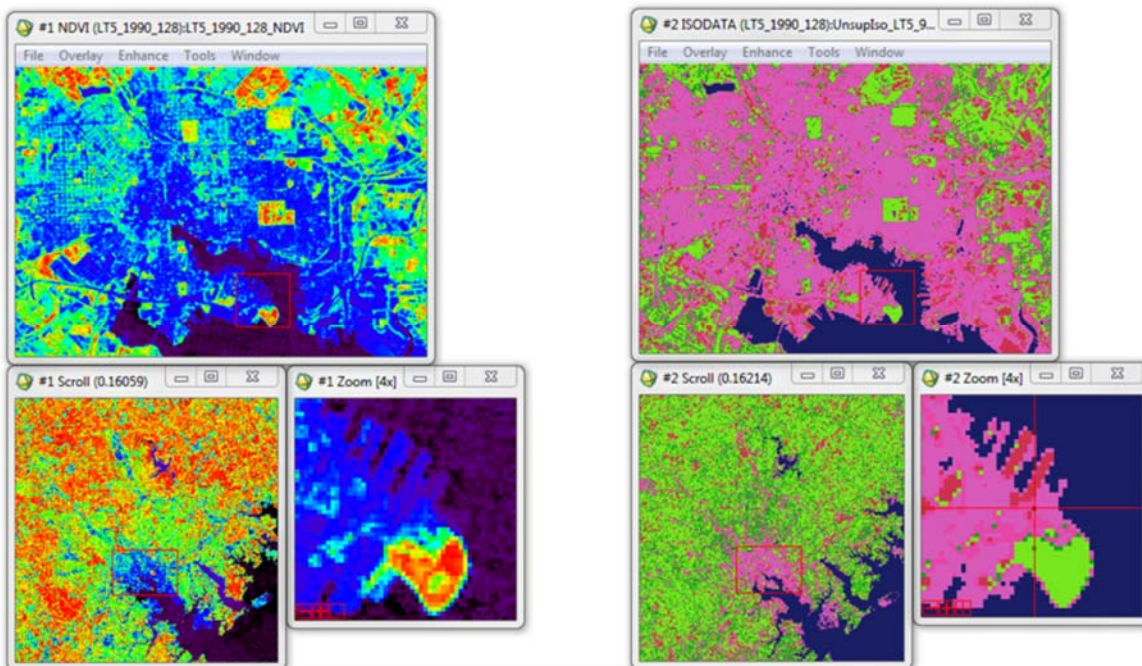 #1 NDVI (LT5_1990_128):LT5_1990_128_NDVI
File Overlay Enhance Tools Window
#2 ISODATA (LT5_1990_128):UnsupIso_LT5_9...
File Overlay Enhance Tools Window
#1 Scroll (0.16059)
#1 Zoom [4x]
#2 Scroll (0.16214)
#2 Zoom [4x]